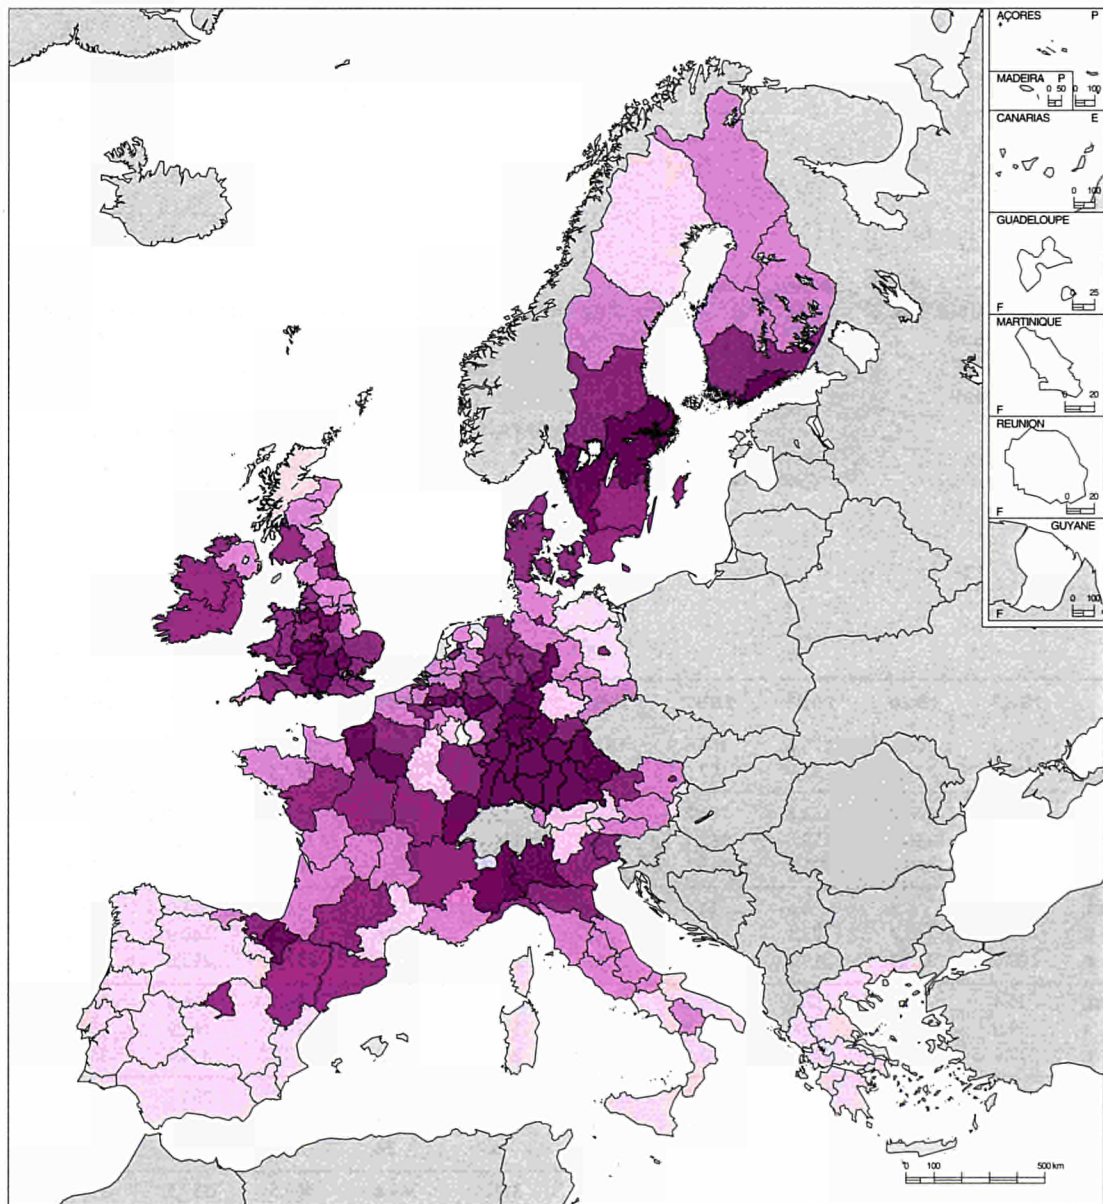 AÇORES P
MADEIRA P
0 50 0 100
CANARIAS E
0 100
GUADELOUPE
0 25
F
MARTINIQUE
0 20
F
REUNION
0 20
F
GUYANE
0 100
F
0 100 500 km